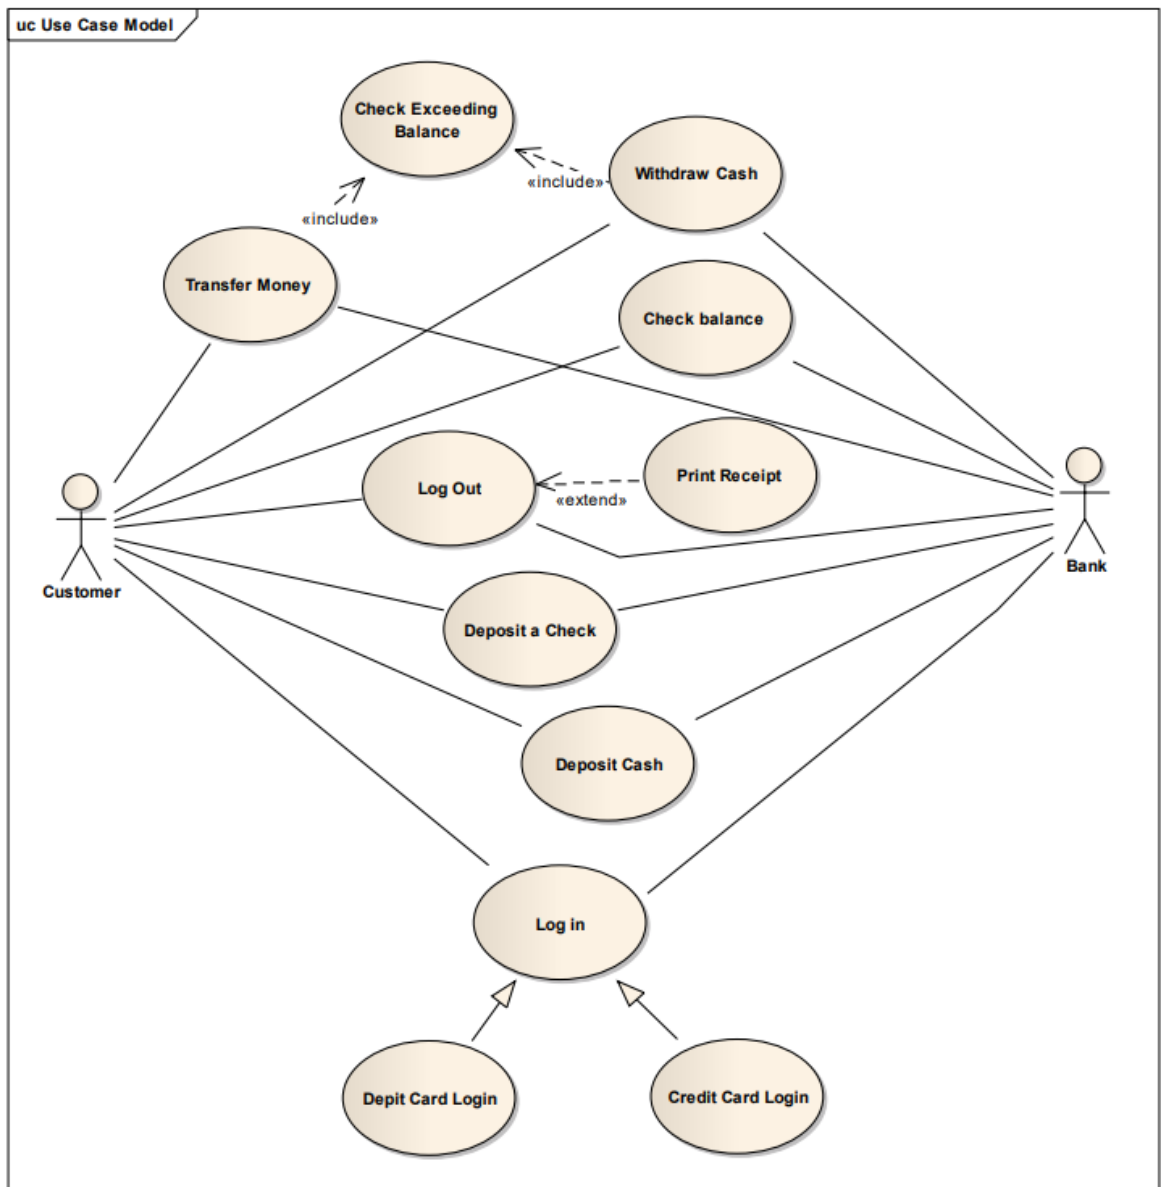 uc Use Case Model
Check Exceeding
Balance
Withdraw Cash
«include»
«include»
Transfer Money
Check balance
Log Out
Print Receipt
«extend»
Customer
Bank
Deposit a Check
Deposit Cash
Log in
Depit Card Login
Credit Card Login